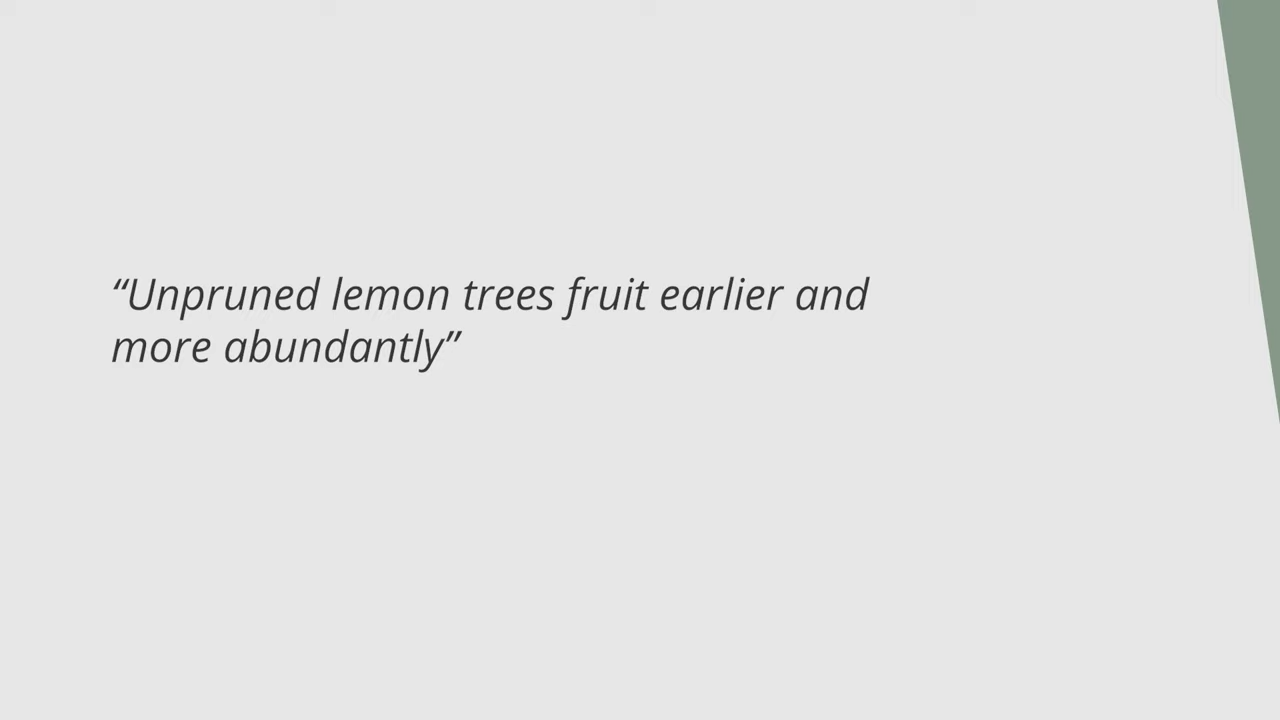 “Unpruned lemon trees fruit earlier and
more abundantly”